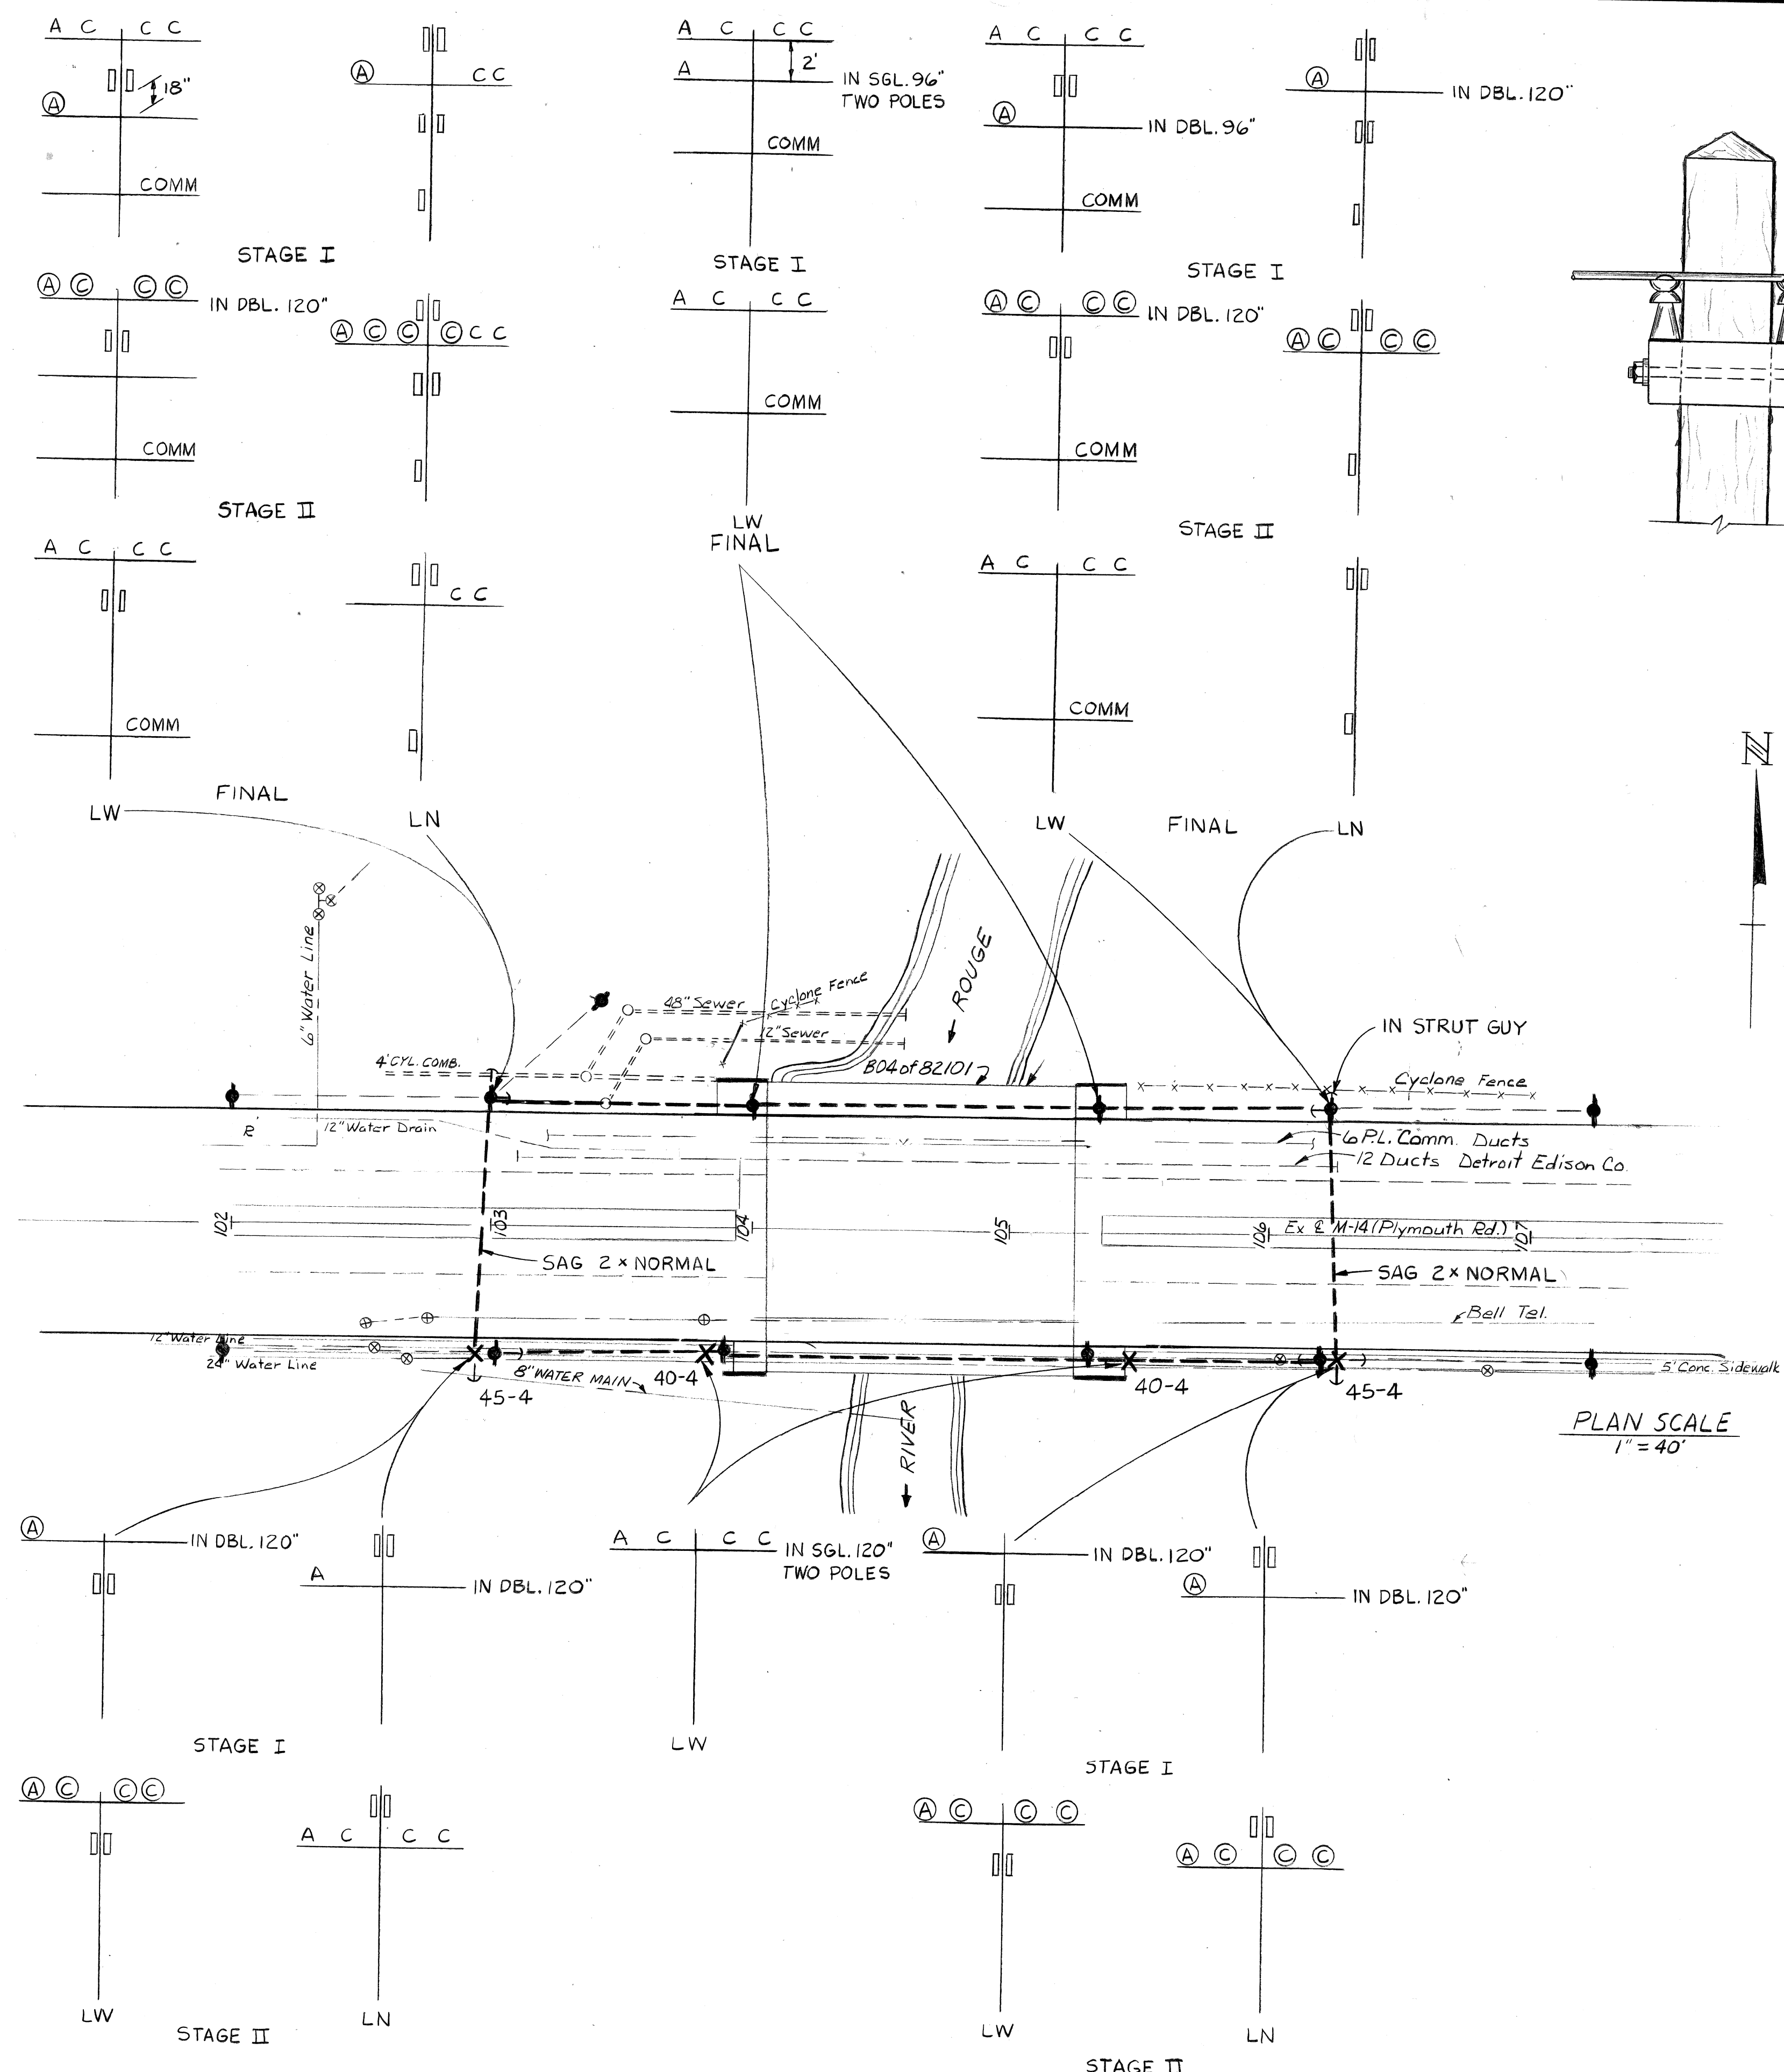 A C C C
18"
Ⓐ
COMM
Ⓐ C C
STAGE I
A C C C
2'
A
IN SGL. 96"
TWO POLES
COMM
STAGE I
A C C C
Ⓐ
IN DBL. 96"
COMM
Ⓐ
IN DBL. 120"
STAGE I
Ⓐ Ⓒ Ⓒ Ⓒ
IN DBL. 120"
COMM
Ⓐ Ⓒ Ⓒ Ⓒ C C
STAGE II
A C C C
COMM
LW
FINAL
Ⓐ Ⓒ Ⓒ Ⓒ
IN DBL. 120"
COMM
Ⓐ Ⓒ Ⓒ Ⓒ
STAGE II
A C C C
COMM
C C
FINAL
LW
LN
A C C C
COMM
LW
FINAL
LN
N
6" Water Line
48" Sewer
Cyclone Fence
12" Sewer
ROUGE
4' CYL. COMB.
B04 of 82101
IN STRUT GUY
Cyclone Fence
R
12" Water Drain
6 P.L. Comm. Ducts
12 Ducts Detroit Edison Co.
102
103
104
105
106
Ex ℄ M-14 (Plymouth Rd.)
107
SAG 2 x NORMAL
SAG 2 x NORMAL
Bell Tel.
12" Water Line
24" Water Line
8" WATER MAIN
40-4
45-4
40-4
45-4
5' Conc. Sidewalk
RIVER
PLAN SCALE
1" = 40'
Ⓐ
IN DBL. 120"
A
IN DBL. 120"
STAGE I
A C C C
IN SGL. 120"
TWO POLES
LW
Ⓐ
IN DBL. 120"
Ⓐ
IN DBL. 120"
STAGE I
Ⓐ Ⓒ Ⓒ Ⓒ
LW
A C C C
LN
STAGE II
Ⓐ Ⓒ Ⓒ Ⓒ
LW
Ⓐ Ⓒ Ⓒ Ⓒ
LN
STAGE II